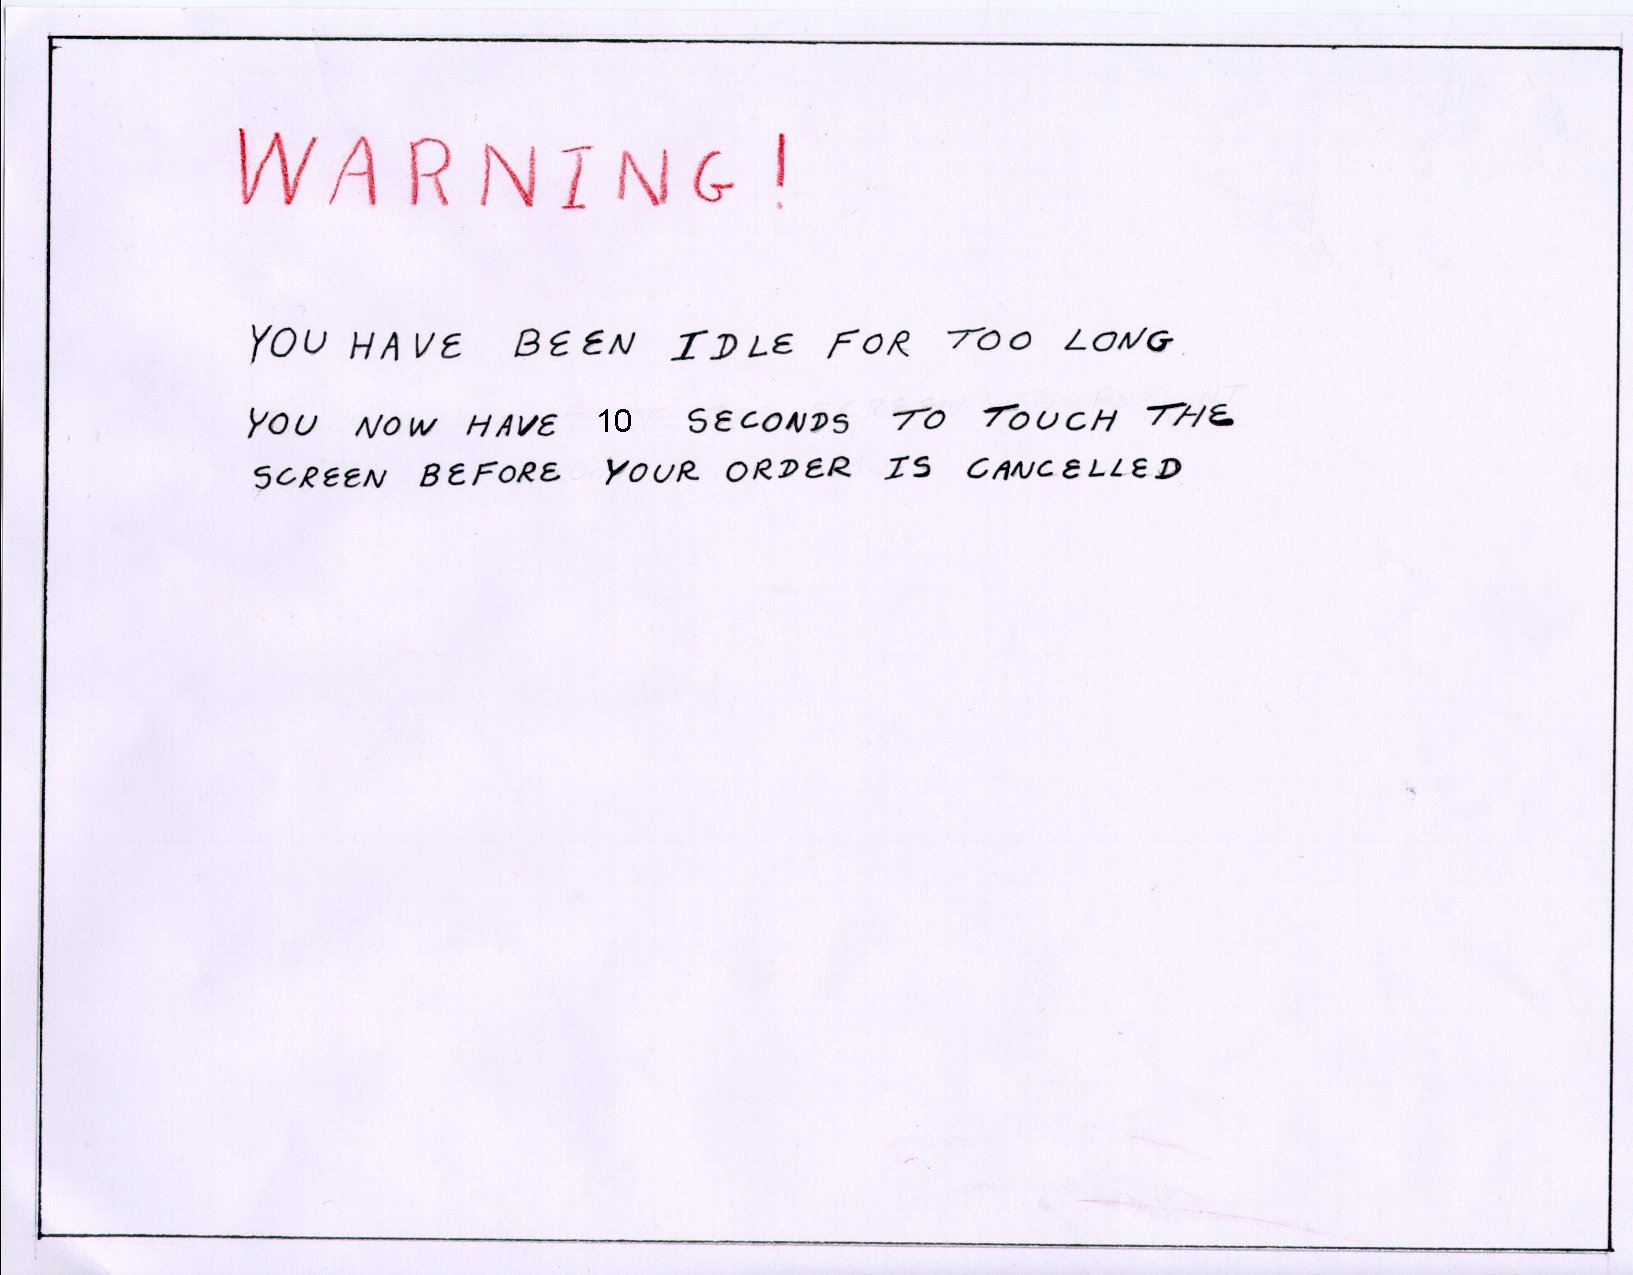 WARNING!
YOU HAVE BEEN IDLE FOR TOO LONG
YOU NOW HAVE 10 SECONDS TO TOUCH THE
SCREEN BEFORE YOUR ORDER IS CANCELLED